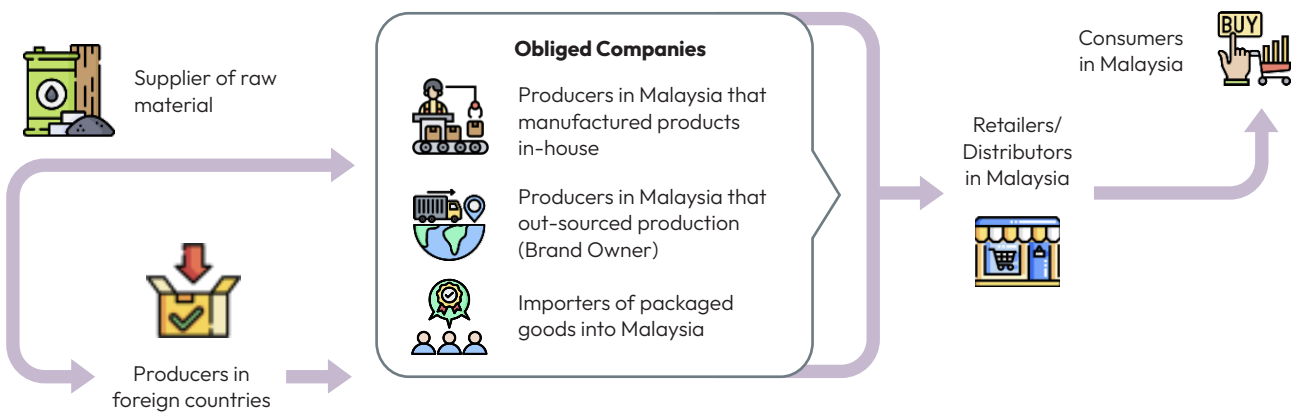 Supplier of raw
material
Producers in
foreign countries
Obliged Companies
Producers in Malaysia that
manufactured products
in-house
Producers in Malaysia that
out-sourced production
(Brand Owner)
Importers of packaged
goods into Malaysia
Retailers/
Distributors
in Malaysia
Consumers
in Malaysia
BUY